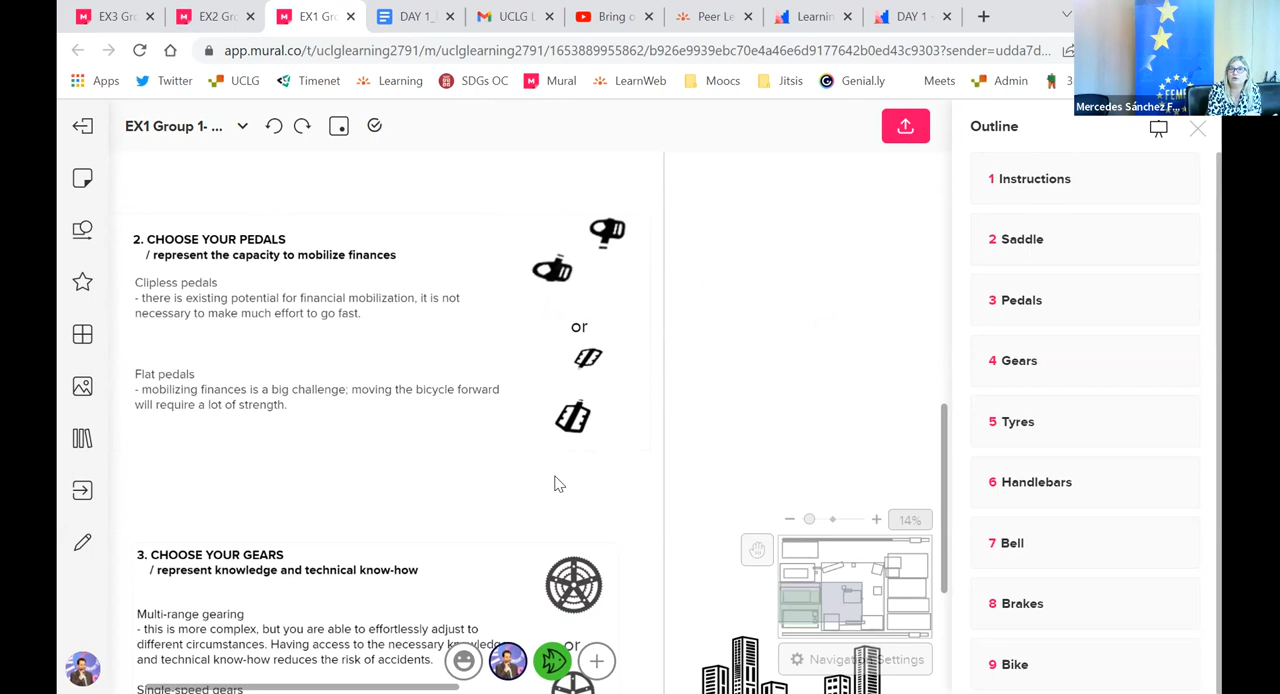 EX3 Gr
EX2 Gr
EX1 Gr
DAY 1_
UCLG L
Bring o
Peer Le
Learnin
DAY 1 -
app.mural.co/t/uclglearning2791/m/uclglearning2791/1653889955862/b926e9939ebc70e4a46e6d9177642b0ed43c9303?sender=udda7d...
Apps
Twitter
UCLG
Timenet
Learning
SDGs OC
Mural
LearnWeb
Moocs
Jitsis
Genial.ly
Meets
Admin
3
FEMP
Mercedes Sánchez F...
EX1 Group 1- ...
Outline
1 Instructions
2 Saddle
3 Pedals
4 Gears
5 Tyres
6 Handlebars
7 Bell
8 Brakes
9 Bike
2. CHOOSE YOUR PEDALS
/ represent the capacity to mobilize finances
Clipless pedals
- there is existing potential for financial mobilization, it is not
necessary to make much effort to go fast.
or
Flat pedals
- mobilizing finances is a big challenge; moving the bicycle forward
will require a lot of strength.
3. CHOOSE YOUR GEARS
/ represent knowledge and technical know-how
Multi-range gearing
- this is more complex, but you are able to effortlessly adjust to
different circumstances. Having access to the necessary knowledge
and technical know-how reduces the risk of accidents.
or
Single-speed gears
14%
Navigation Settings